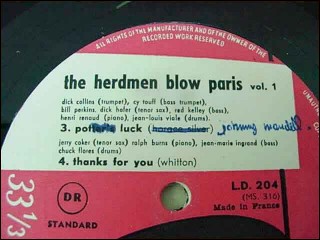 ALL RIGHTS OF THE MANUFACTURER AND OF THE OWNER OF THE
RECORDED WORK RESERVED
the herdmen blow paris vol. 1
dick collins (trumpet), cy touff (bass trumpet),
bill perkins, dick hafer (tenor sax), red kelley (bass),
henri renaud (piano), jean-louis viale (drums).
3. potter's luck (horace silver) johnny mandel
jerry coker (tenor sax) ralph burns (piano), jean-marie ingrand (bass)
chuck flores (drums)
4. thanks for you (whitton)
33 1/3
DR
STANDARD
L.D. 204
(MS. 316)
Made in France